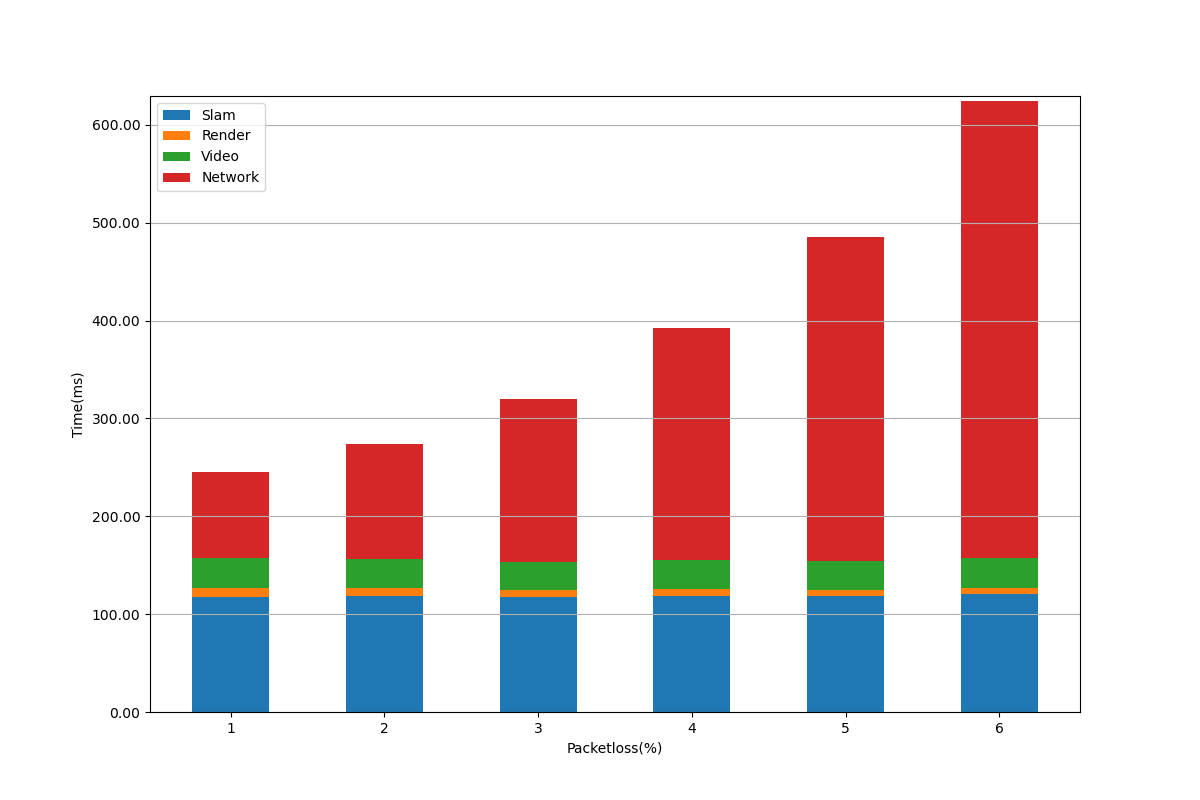 Slam
Render
Video
Network
600.00
500.00
400.00
300.00
200.00
100.00
0.00
Time(ms)
1 2 3 4 5 6
Packetloss(%)